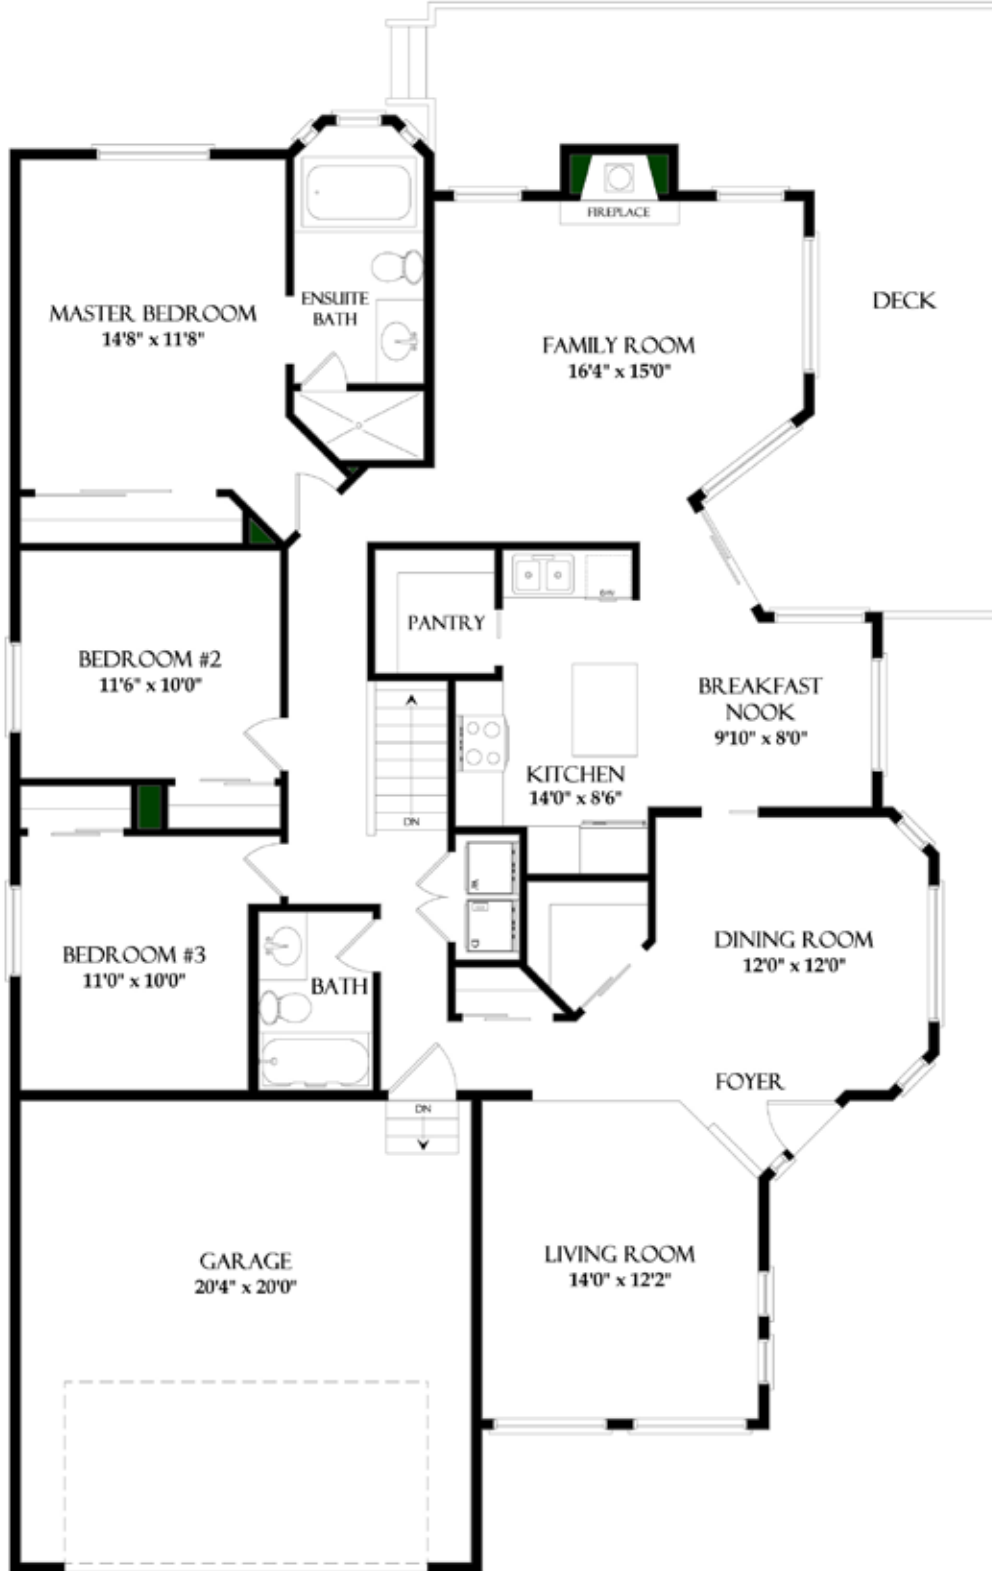 FIREPLACE
MASTER BEDROOM
14'8" x 11'8"
ENSUITE
BATH
FAMILY ROOM
16'4" x 15'0"
DECK
PANTRY
BEDROOM #2
11'6" x 10'0"
BREAKFAST
NOOK
9'10" x 8'0"
KITCHEN
14'0" x 8'6"
DN
W
D
BEDROOM #3
11'0" x 10'0"
BATH
DINING ROOM
12'0" x 12'0"
FOYER
DN
GARAGE
20'4" x 20'0"
LIVING ROOM
14'0" x 12'2"